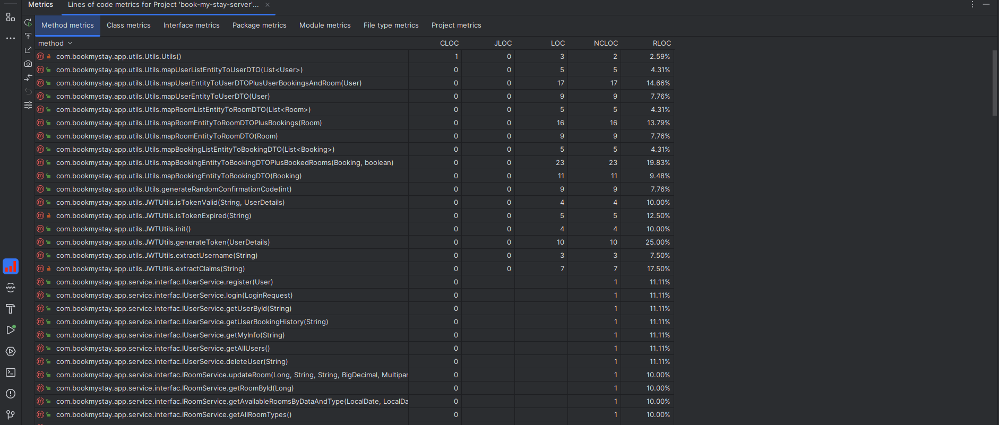 Metrics Lines of code metrics for Project 'book-my-stay-server'...
Method metrics Class metrics Interface metrics Package metrics Module metrics File type metrics Project metrics
method CLOC JLOC LOC NCLOC RLOC
com.bookmystay.app.utils.Utils.Utils() 1 0 3 2 2.59%
com.bookmystay.app.utils.Utils.mapUserListEntityToUserDTO(List<User>) 0 0 5 5 4.31%
com.bookmystay.app.utils.Utils.mapUserEntityToUserDTOPlusUserBookingsAndRoom(User) 0 0 17 17 14.66%
com.bookmystay.app.utils.Utils.mapUserEntityToUserDTO(User) 0 0 9 9 7.76%
com.bookmystay.app.utils.Utils.mapRoomListEntityToRoomDTO(List<Room>) 0 0 5 5 4.31%
com.bookmystay.app.utils.Utils.mapRoomEntityToRoomDTOPlusBookings(Room) 0 0 16 16 13.79%
com.bookmystay.app.utils.Utils.mapRoomEntityToRoomDTO(Room) 0 0 9 9 7.76%
com.bookmystay.app.utils.Utils.mapBookingListEntityToBookingDTO(List<Booking>) 0 0 5 5 4.31%
com.bookmystay.app.utils.Utils.mapBookingEntityToBookingDTOPlusBookedRooms(Booking, boolean) 0 0 23 23 19.83%
com.bookmystay.app.utils.Utils.mapBookingEntityToBookingDTO(Booking) 0 0 11 11 9.48%
com.bookmystay.app.utils.Utils.generateRandomConfirmationCode(int) 0 0 9 9 7.76%
com.bookmystay.app.utils.JWTUtils.isTokenValid(String, UserDetails) 0 0 4 4 10.00%
com.bookmystay.app.utils.JWTUtils.isTokenExpired(String) 0 0 5 5 12.50%
com.bookmystay.app.utils.JWTUtils.init() 0 0 4 4 10.00%
com.bookmystay.app.utils.JWTUtils.generateToken(UserDetails) 0 0 10 10 25.00%
com.bookmystay.app.utils.JWTUtils.extractUsername(String) 0 0 3 3 7.50%
com.bookmystay.app.utils.JWTUtils.extractClaims(String) 0 0 7 7 17.50%
com.bookmystay.app.service.interfac.IUserService.register(User) 0 1 11.11%
com.bookmystay.app.service.interfac.IUserService.login(LoginRequest) 0 1 11.11%
com.bookmystay.app.service.interfac.IUserService.getUserById(String) 0 1 11.11%
com.bookmystay.app.service.interfac.IUserService.getUserBookingHistory(String) 0 1 11.11%
com.bookmystay.app.service.interfac.IUserService.getMyInfo(String) 0 1 11.11%
com.bookmystay.app.service.interfac.IUserService.getAllUsers() 0 1 11.11%
com.bookmystay.app.service.interfac.IUserService.deleteUser(String) 0 1 11.11%
com.bookmystay.app.service.interfac.IRoomService.updateRoom(Long, String, String, BigDecimal, Multipar 0 1 10.00%
com.bookmystay.app.service.interfac.IRoomService.getRoomById(Long) 0 1 10.00%
com.bookmystay.app.service.interfac.IRoomService.getAvailableRoomsByDataAndType(LocalDate, LocalDa 0 1 10.00%
com.bookmystay.app.service.interfac.IRoomService.getAllRoomTypes() 0 1 10.00%